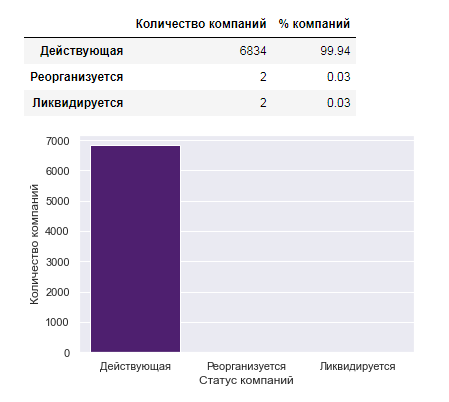 Количество компаний % компаний
Действующая 6834 99.94
Реорганизуется 2 0.03
Ликвидируется 2 0.03
7000
6000
5000
4000
3000
2000
1000
0
Количество компаний
Действующая Реорганизуется Ликвидируется
Статус компаний